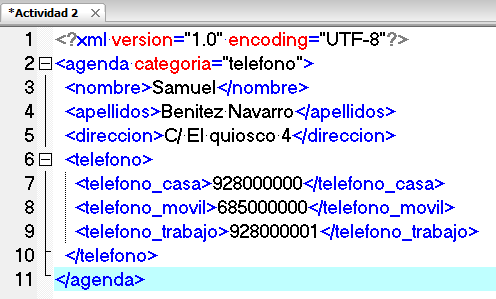 *Actividad 2 X
1 <?xml version="1.0" encoding="UTF-8"?>
2 <agenda categoria="telefono">
3 <nombre>Samuel</nombre>
4 <apellidos>Benitez Navarro</apellidos>
5 <direccion>C/ El quiosco 4</direccion>
6 <telefono>
7 <telefono_casa>928000000</telefono_casa>
8 <telefono_movil>685000000</telefono_movil>
9 <telefono_trabajo>928000001</telefono_trabajo>
10 </telefono>
11 </agenda>